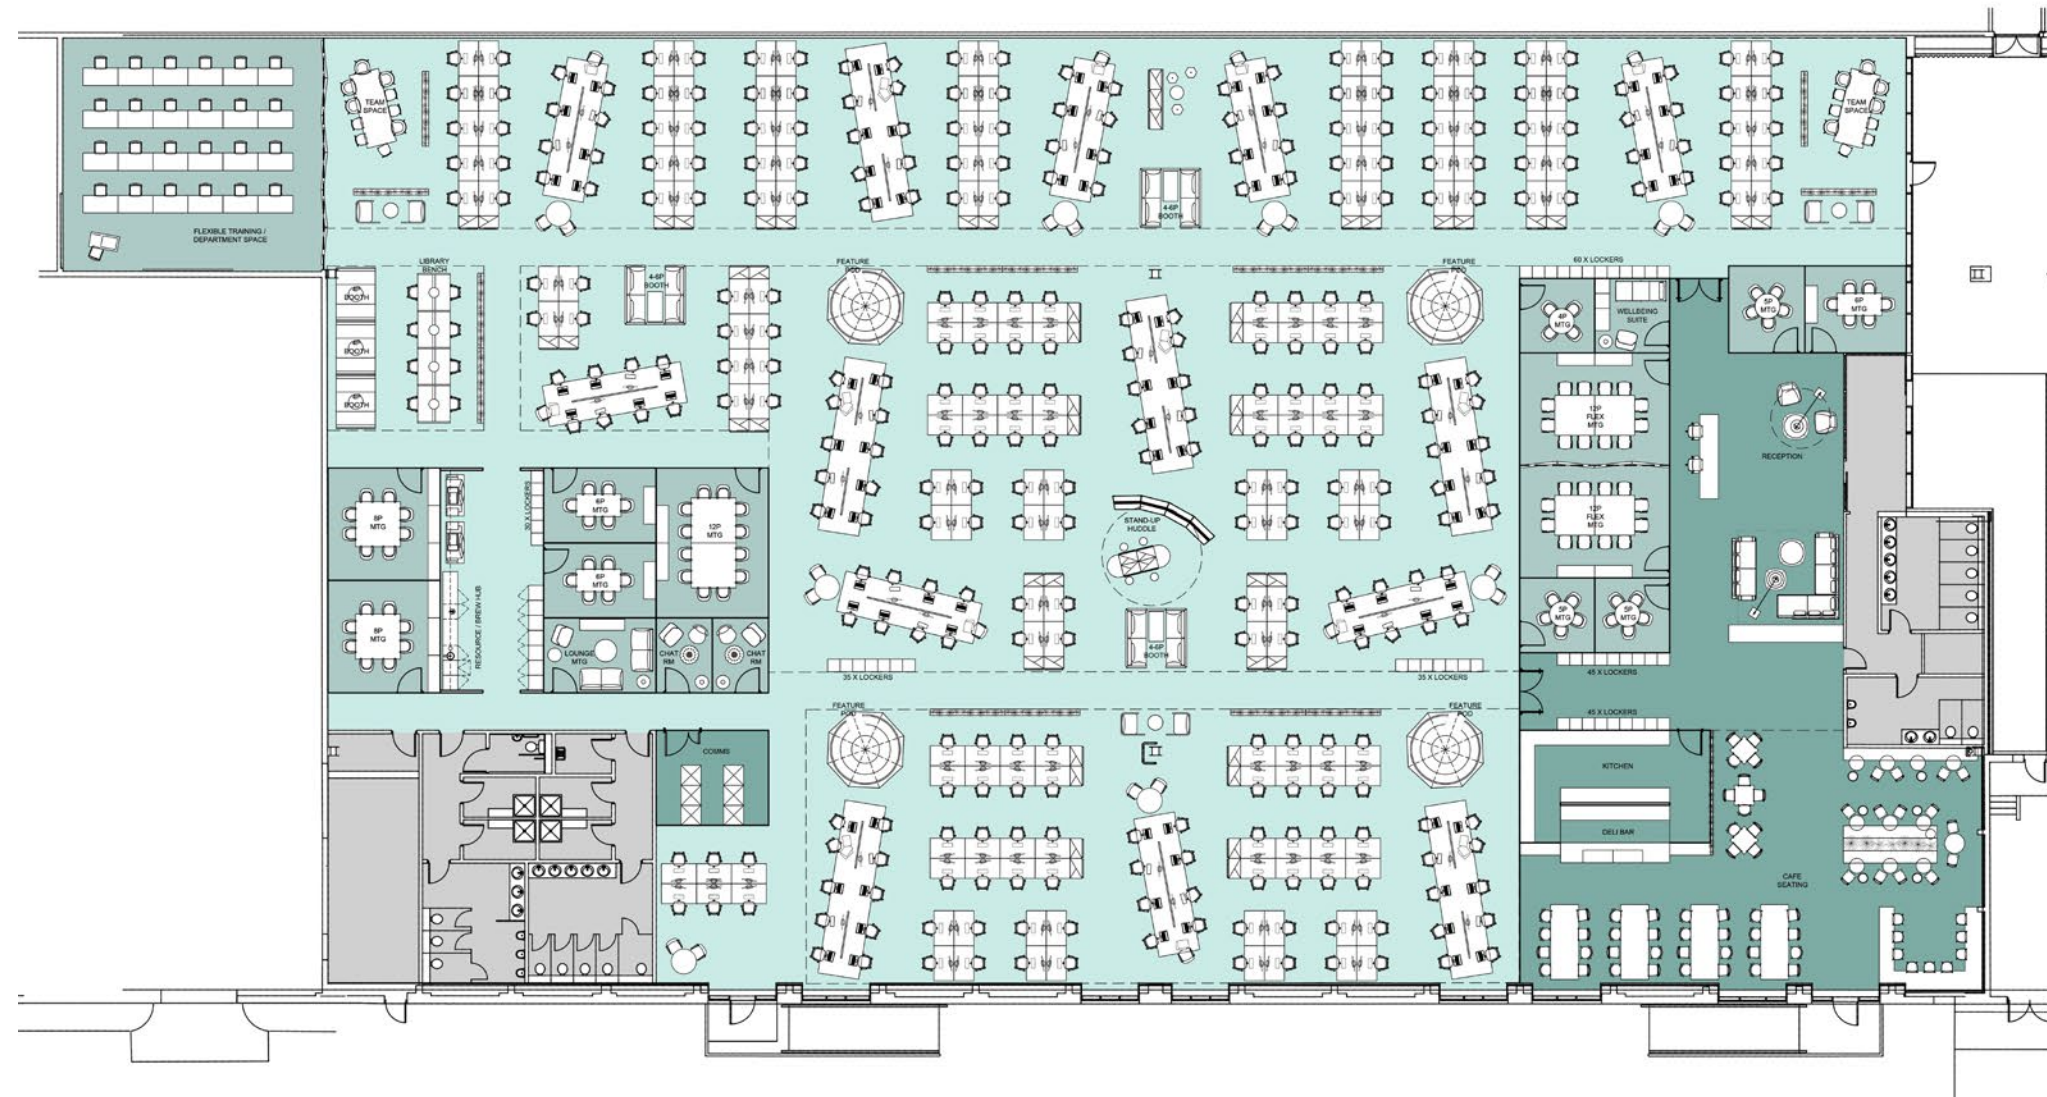 TEAM
SPACE
TEAM
SPACE
4-6P
BOOTH
FLEXIBLE TRAINING /
DEPARTMENT SPACE
LIBRARY
BENCH
4-6P
BOOTH
FEATURE
POD
FEATURE
POD
60 X LOCKERS
BOOTH
BOOTH
BOOTH
4P
MTG
WELLBEING
SUITE
5P
MTG
6P
MTG
12P
FLEX
MTG
RECEPTION
8P
MTG
30 X LOCKERS
6P
MTG
12P
MTG
STAND-UP
HUDDLE
12P
FLEX
MTG
6P
MTG
8P
MTG
RESOURCE / BREW HUB
5P
MTG
5P
MTG
LOUNGE
MTG
CHAT
RM
CHAT
RM
4-6P
BOOTH
35 X LOCKERS
35 X LOCKERS
45 X LOCKERS
FEATURE
POD
FEATURE
POD
45 X LOCKERS
COMMS
KITCHEN
DELI BAR
CAFE
SEATING